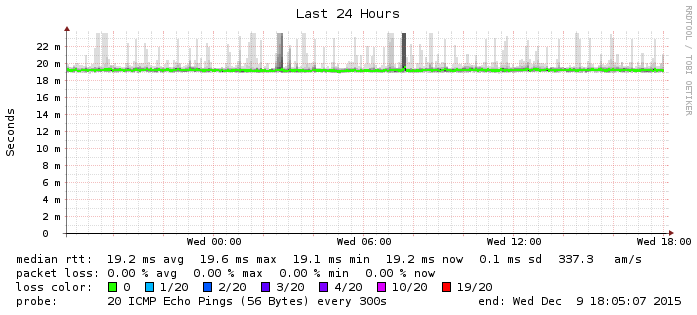 Last 24 Hours
RRDTOOL / TOBI OETIKER
Seconds
22 m
20 m
18 m
16 m
14 m
12 m
10 m
8 m
6 m
4 m
2 m
0
Wed 00:00 Wed 06:00 Wed 12:00 Wed 18:00
median rtt: 19.2 ms avg 19.6 ms max 19.1 ms min 19.2 ms now 0.1 ms sd 337.3 am/s
packet loss: 0.00 % avg 0.00 % max 0.00 % min 0.00 % now
loss color: 0 1/20 2/20 3/20 4/20 10/20 19/20
probe: 20 ICMP Echo Pings (56 Bytes) every 300s end: Wed Dec 9 18:05:07 2015